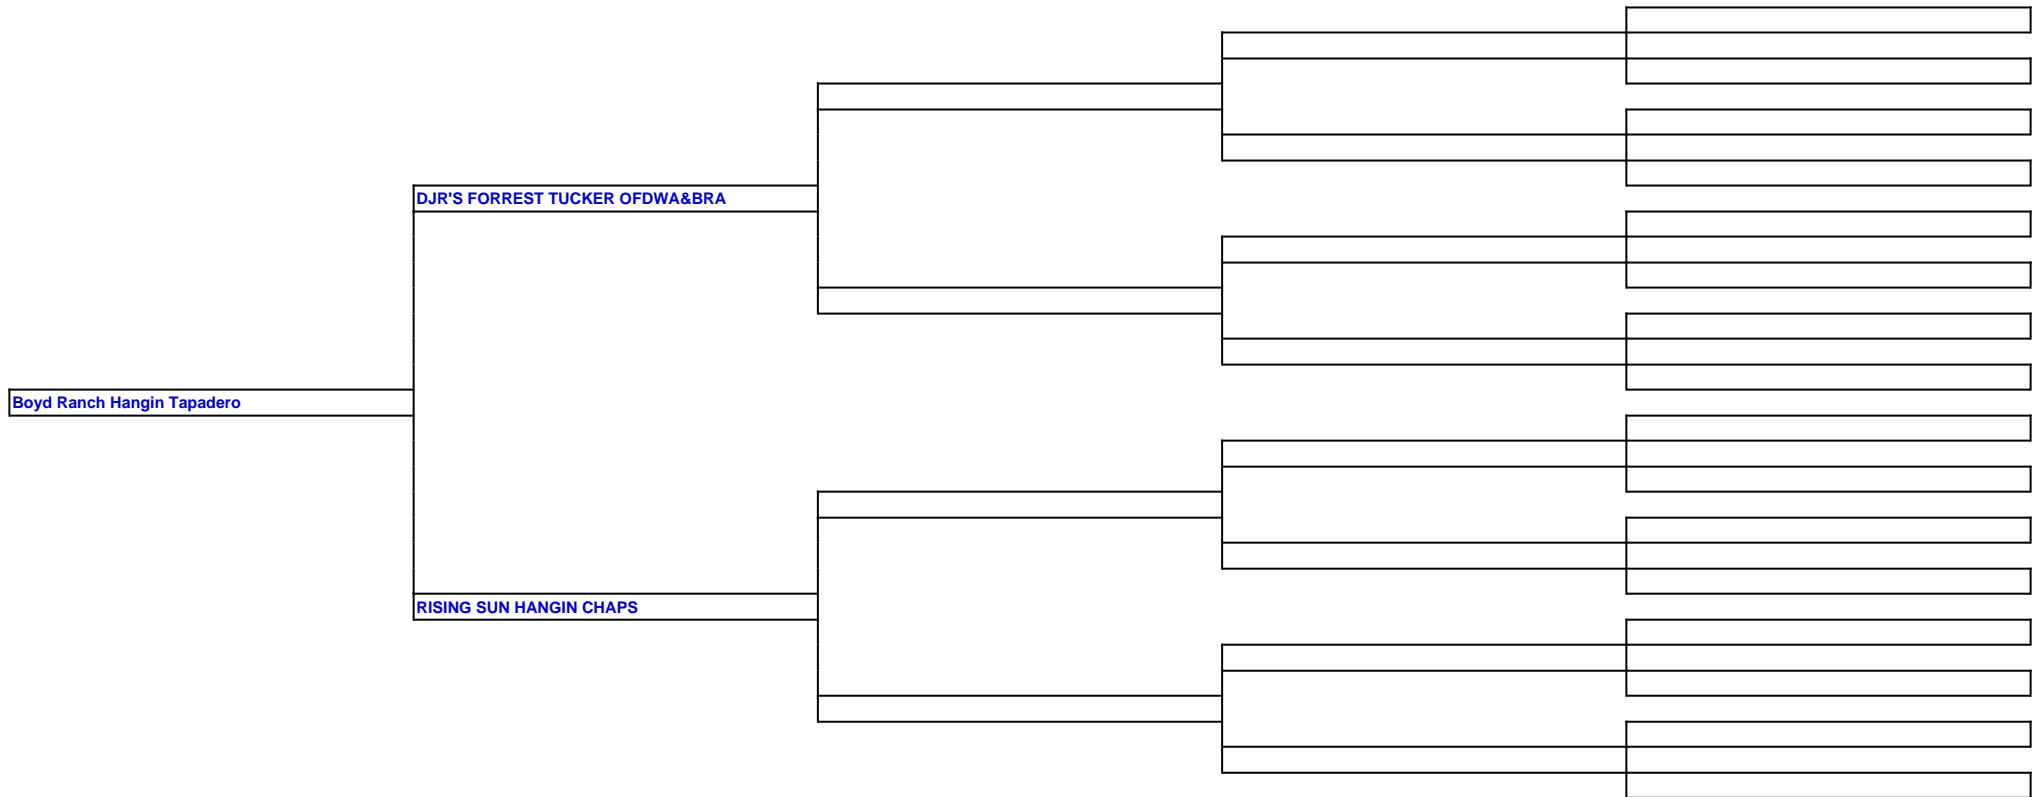 DJR'S FORREST TUCKER OFDWA&BRA
Boyd Ranch Hangin Tapadero
RISING SUN HANGIN CHAPS